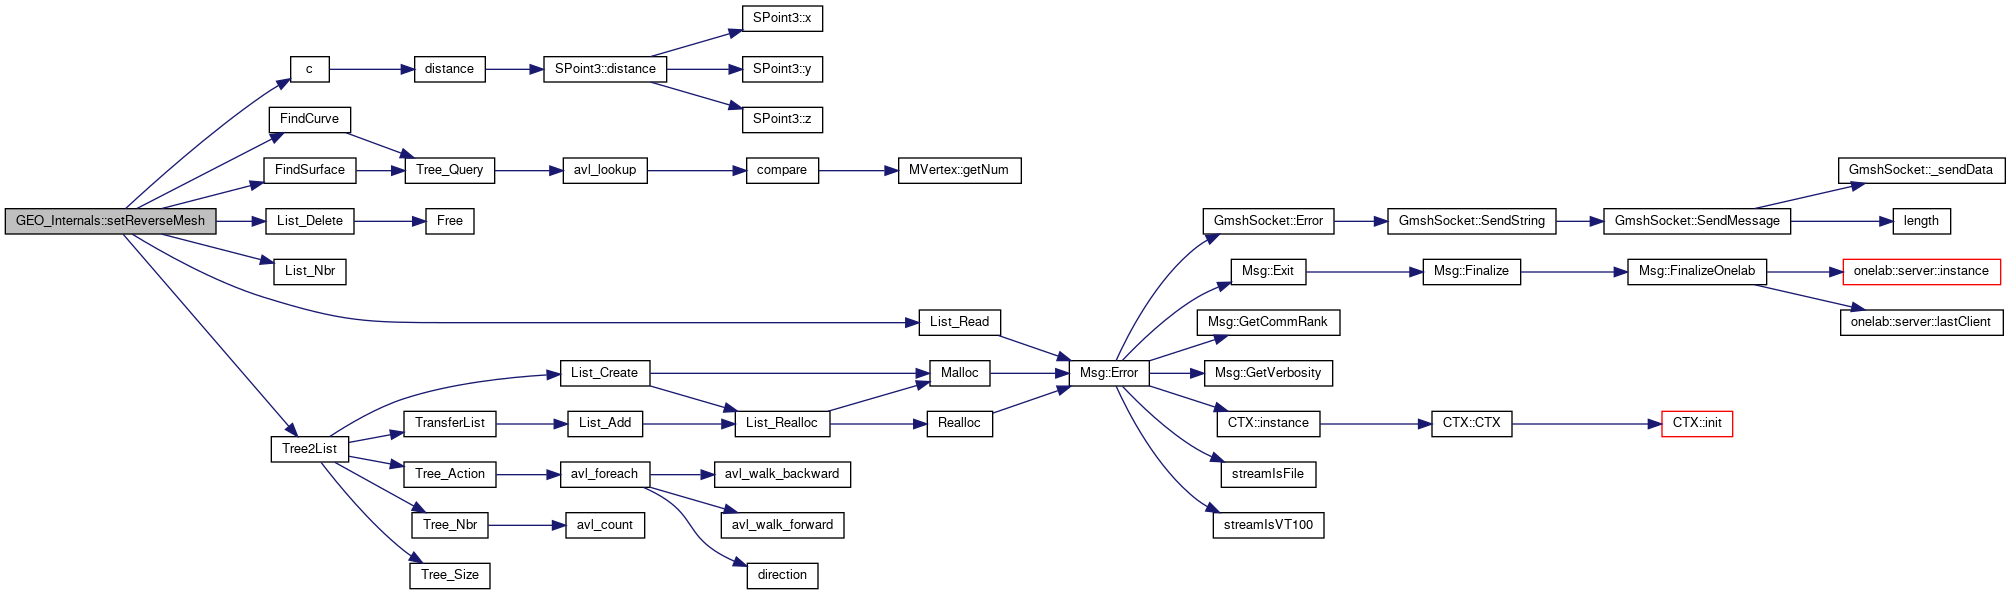 SPoint3::x
c
distance
SPoint3::distance
SPoint3::y
FindCurve
SPoint3::z
FindSurface
Tree_Query
avl_lookup
compare
MVertex::getNum
GmshSocket::_sendData
GEO_Internals::setReverseMesh
List_Delete
Free
GmshSocket::Error
GmshSocket::SendString
GmshSocket::SendMessage
length
List_Nbr
Msg::Exit
Msg::Finalize
Msg::FinalizeOnelab
onelab::server::instance
List_Read
Msg::GetCommRank
onelab::server::lastClient
List_Create
Malloc
Msg::Error
Msg::GetVerbosity
TransferList
List_Add
List_Realloc
Realloc
CTX::instance
CTX::CTX
CTX::init
Tree2List
Tree_Action
avl_foreach
avl_walk_backward
streamIsFile
Tree_Nbr
avl_count
avl_walk_forward
streamIsVT100
Tree_Size
direction